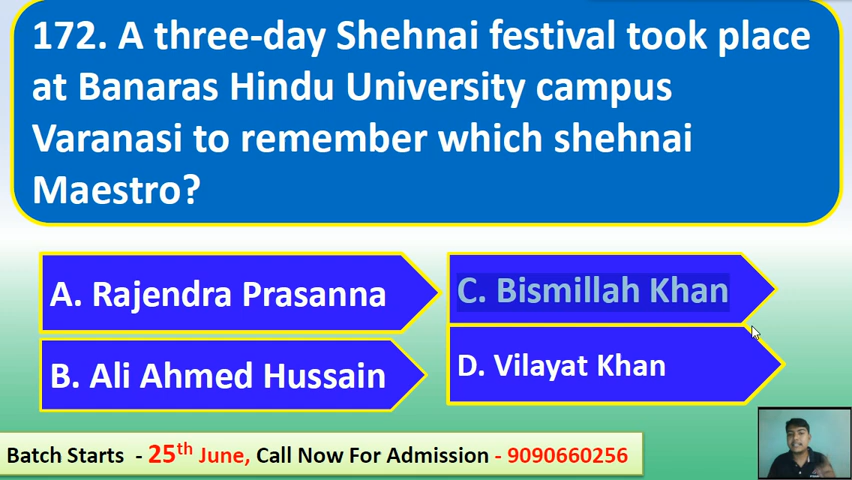 172. A three-day Shehnai festival took place
at Banaras Hindu University campus
Varanasi to remember which shehnai
Maestro?
A. Rajendra Prasanna
C. Bismillah Khan
B. Ali Ahmed Hussain
D. Vilayat Khan
Batch Starts - 25th June, Call Now For Admission - 9090660256